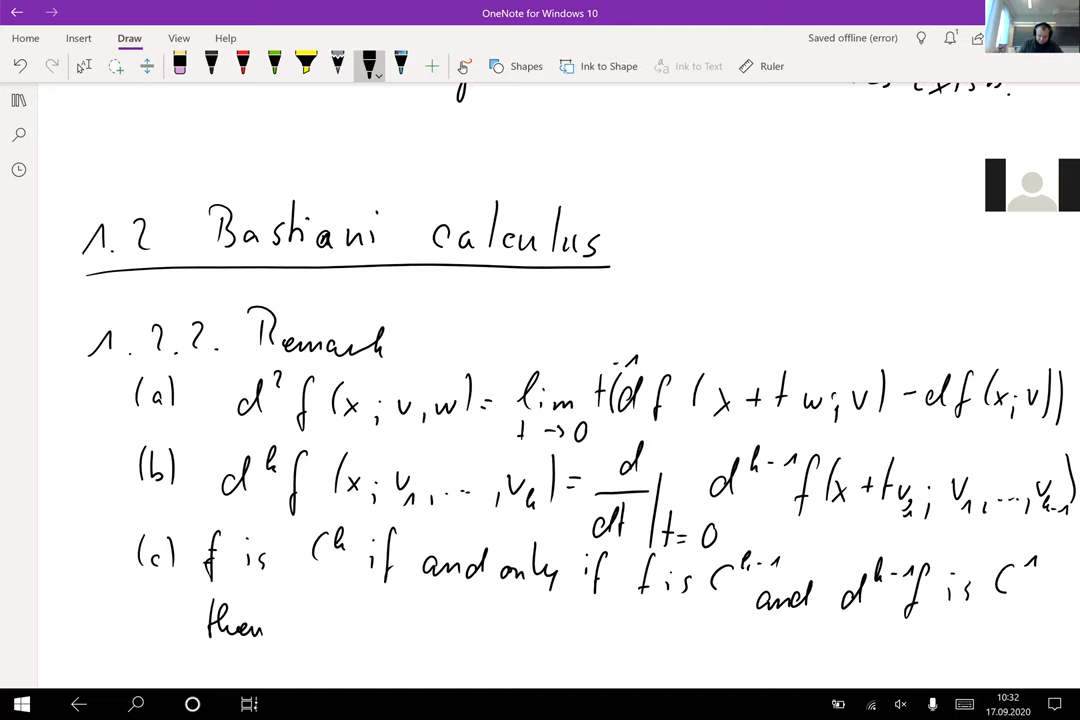 OneNote for Windows 10
Home Insert Draw View Help Saved offline (error)
Shapes Ink to Shape Ink to Text Ruler
1.2 Bastiani calculus
1.2.2. Remark
(a) d²f(x; v, w) = lim t→0 t⁻¹(df(x + tw; v) - df(x; v))
(b) dᵏf(x; v₁, ..., vₖ) = d/dt|t=0 dᵏ⁻¹f(x + tv; v₁, ..., vₖ₋₁)
(c) f is Cᵏ if and only if f is Cᵏ⁻¹ and dᵏ⁻¹f is C¹
then
10:32
17.09.2020